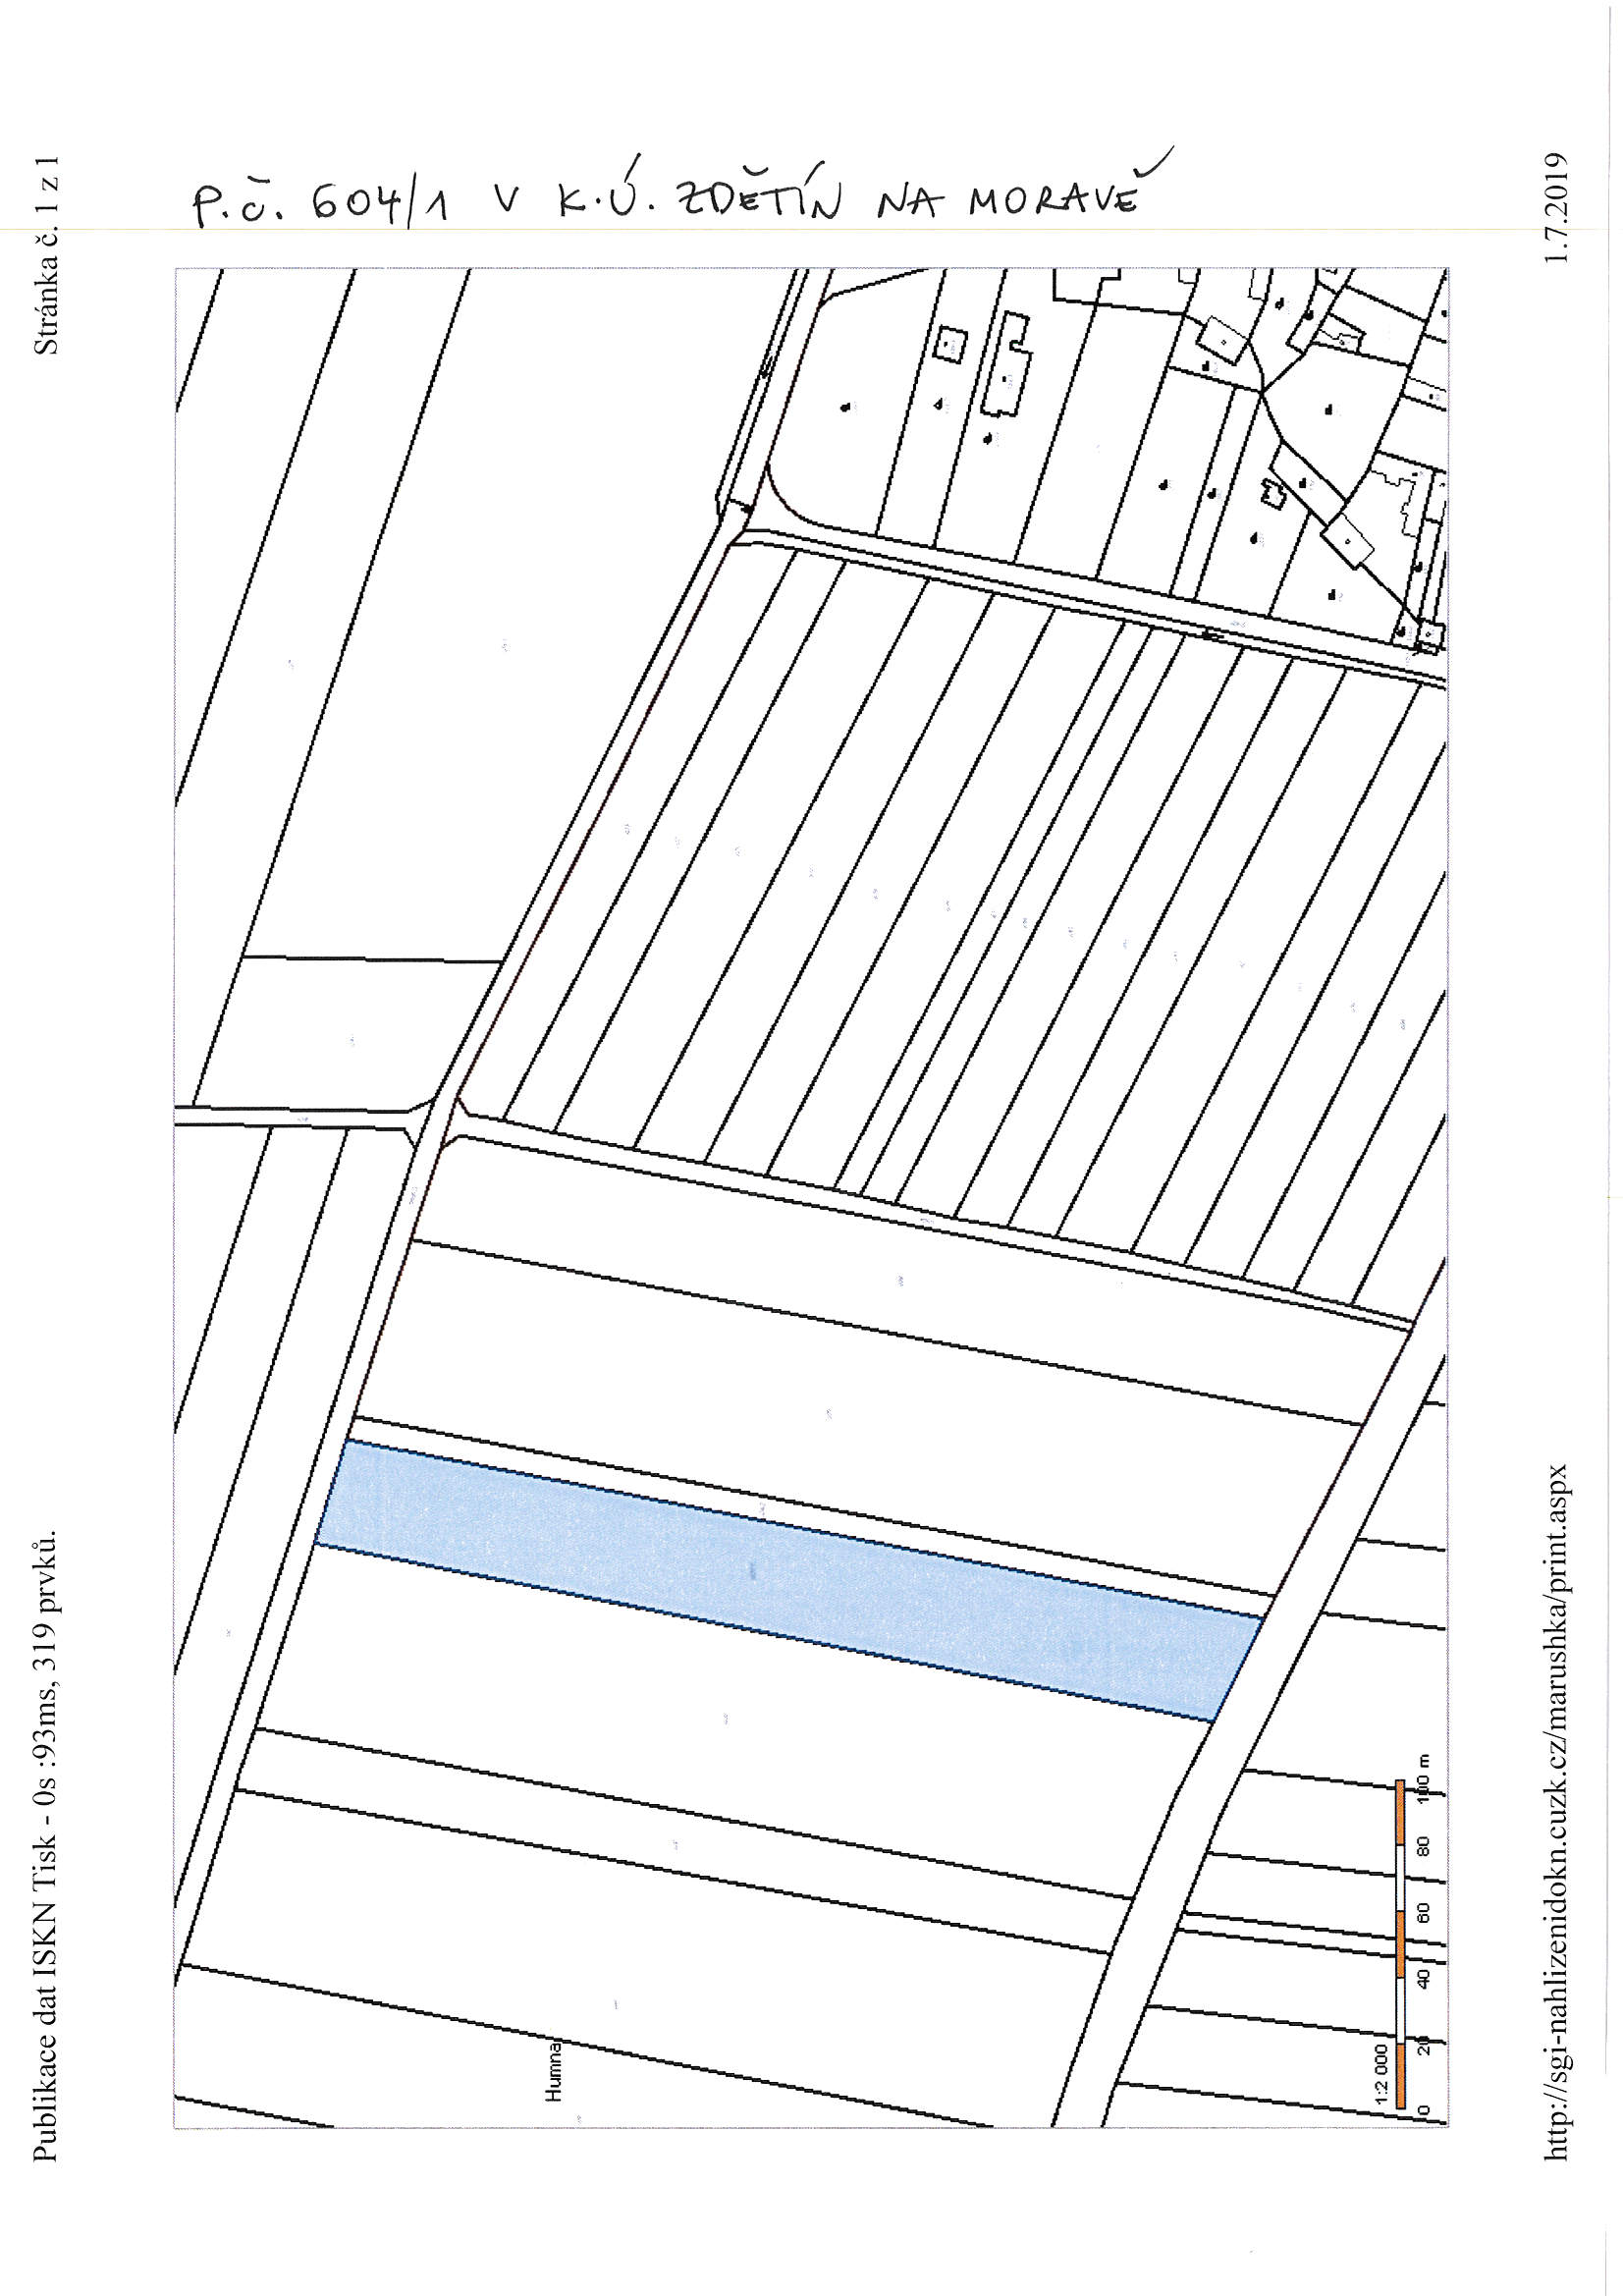 Publikace dat ISKN Tisk - 0s :93ms, 319 prvků.
Stránka č. 1 z 1
P.Č. 604/1 V K.Ú. ZDĚTÍN NA MORAVĚ
Humna
1:2 000
0 20 40 60 80 100 m
http://sgi-nahlizenidokn.cuzk.cz/marushka/print.aspx
1.7.2019